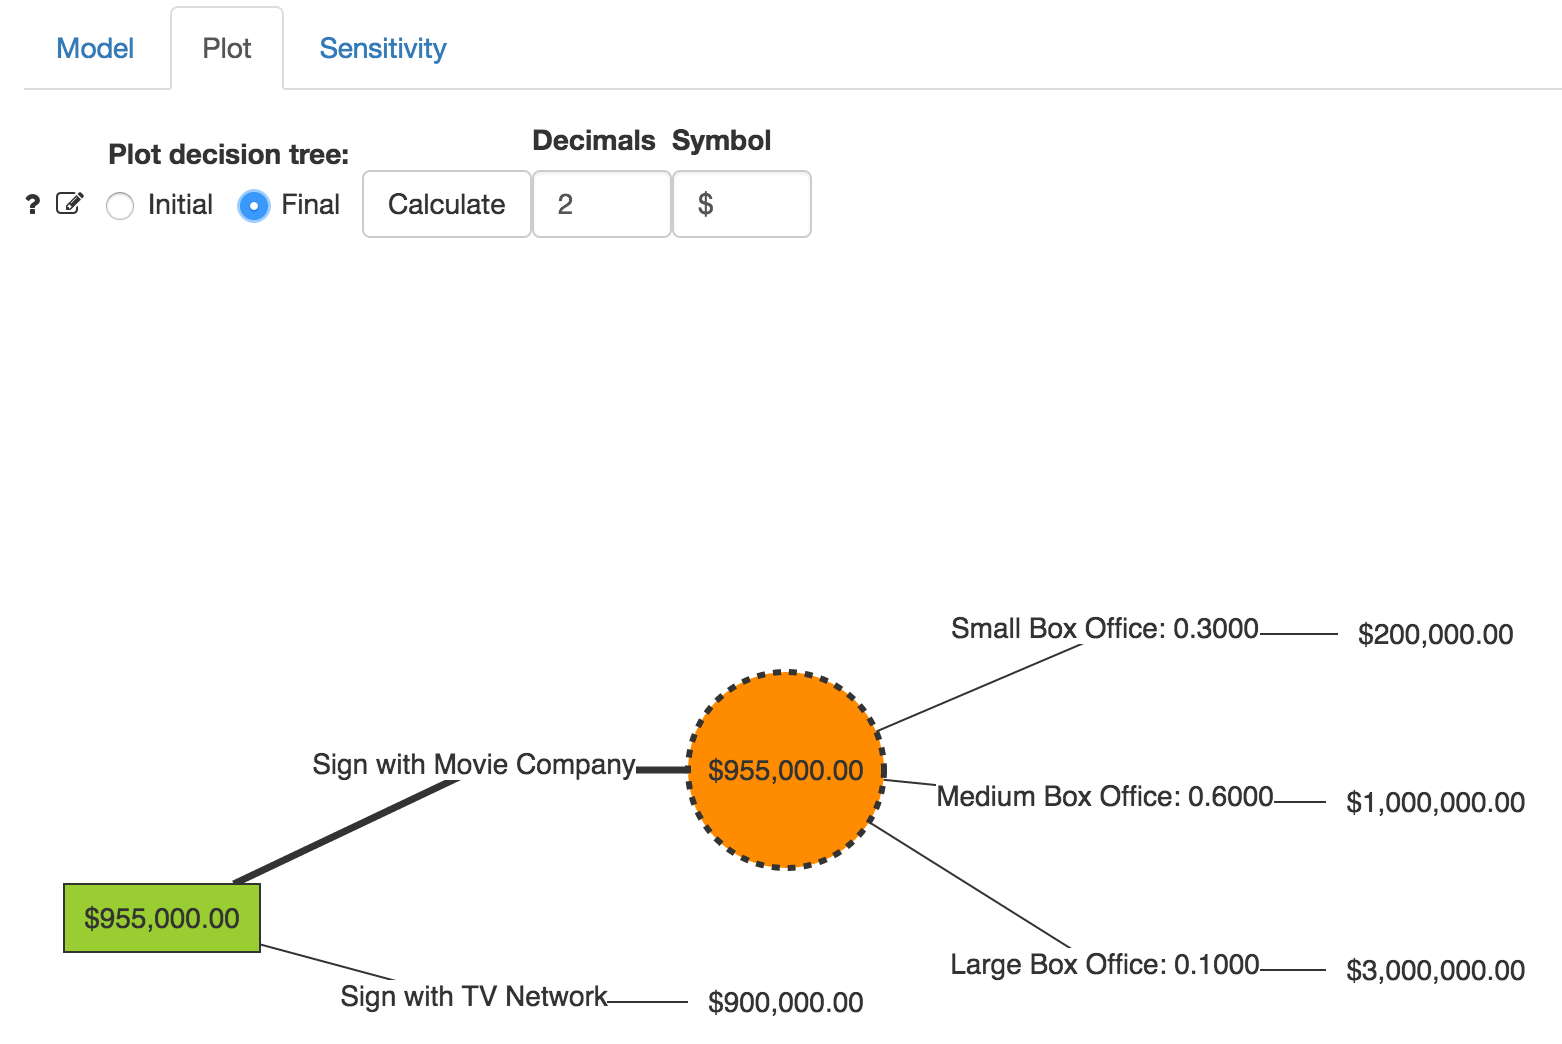 Model Plot Sensitivity
Plot decision tree:
Decimals Symbol
? Initial Final Calculate 2 $
Small Box Office: 0.3000 $200,000.00
Sign with Movie Company $955,000.00
Medium Box Office: 0.6000 $1,000,000.00
$955,000.00
Large Box Office: 0.1000 $3,000,000.00
Sign with TV Network $900,000.00